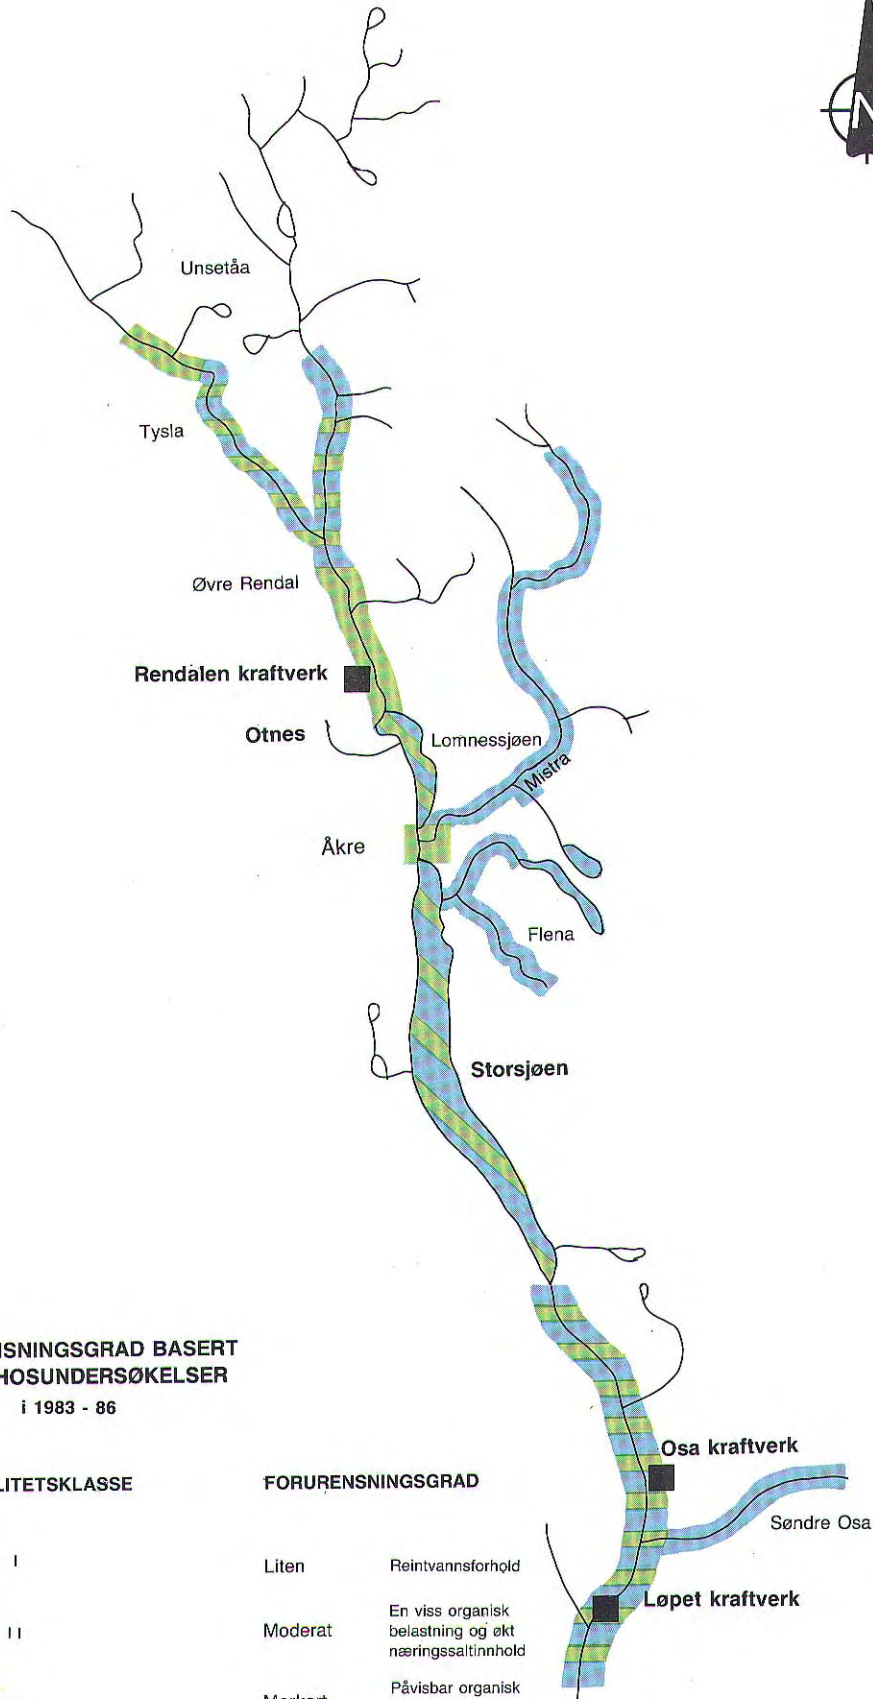 N
Unsetåa
Tysla
Øvre Rendal
Rendalen kraftverk
Otnes
Lomnessjøen
Mistra
Åkre
Flena
Storsjøen
SNINGSGRAD BASERT
HOSUNDERSØKELSER
i 1983 - 86
Osa kraftverk
LITETSKLASSE
FORURENSNINGSGRAD
Søndre Osa
I
Liten
Reintvannsforhold
Løpet kraftverk
II
Moderat
En viss organisk
belastning og økt
næringssaltinnhold
Påvisbar organisk